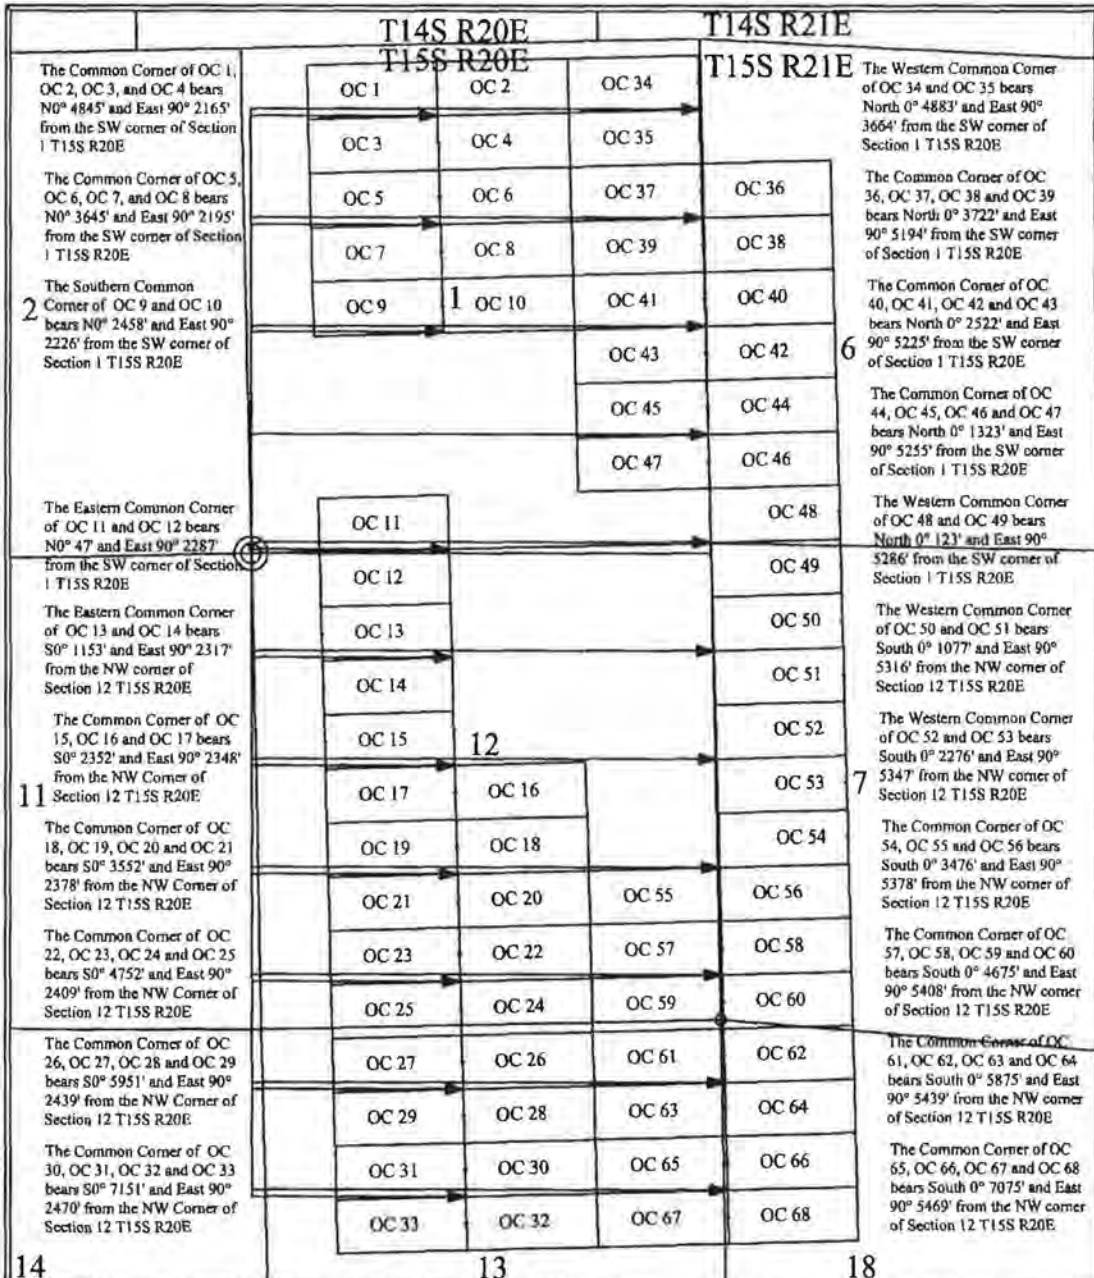 T14S R20E
T14S R21E
T15S R20E
T15S R21E
The Common Corner of OC 1,
OC 2, OC 3, and OC 4 bears
N0° 4845' and East 90° 2165'
from the SW corner of Section
1 T15S R20E
The Common Corner of OC 5,
OC 6, OC 7, and OC 8 bears
N0° 3645' and East 90° 2195'
from the SW corner of Section
1 T15S R20E
The Southern Common
Corner of OC 9 and OC 10
bears N0° 2458' and East 90°
2226' from the SW corner of
Section 1 T15S R20E
2
The Eastern Common Corner
of OC 11 and OC 12 bears
N0° 47' and East 90° 2287'
from the SW corner of Section
1 T15S R20E
The Eastern Common Corner
of OC 13 and OC 14 bears
S0° 1153' and East 90° 2317'
from the NW corner of
Section 12 T15S R20E
The Common Corner of OC
15, OC 16 and OC 17 bears
S0° 2352' and East 90° 2348'
from the NW Corner of
Section 12 T15S R20E
11
The Common Corner of OC
18, OC 19, OC 20 and OC 21
bears S0° 3552' and East 90°
2378' from the NW Corner of
Section 12 T15S R20E
The Common Corner of OC
22, OC 23, OC 24 and OC 25
bears S0° 4752' and East 90°
2409' from the NW Corner of
Section 12 T15S R20E
The Common Corner of OC
26, OC 27, OC 28 and OC 29
bears S0° 5951' and East 90°
2439' from the NW Corner of
Section 12 T15S R20E
The Common Corner of OC
30, OC 31, OC 32 and OC 33
bears S0° 7151' and East 90°
2470' from the NW Corner of
Section 12 T15S R20E
14
OC 1 OC 2 OC 34
OC 3 OC 4 OC 35
OC 5 OC 6 OC 37 OC 36
OC 7 OC 8 OC 39 OC 38
OC 9 1 OC 10 OC 41 OC 40
OC 43 OC 42
OC 45 OC 44
OC 47 OC 46
OC 11 OC 48
OC 12 OC 49
OC 13 OC 50
OC 14 OC 51
OC 15 12 OC 52
OC 17 OC 16 OC 53
OC 19 OC 18 OC 54
OC 21 OC 20 OC 55 OC 56
OC 23 OC 22 OC 57 OC 58
OC 25 OC 24 OC 59 OC 60
OC 27 OC 26 OC 61 OC 62
OC 29 OC 28 OC 63 OC 64
OC 31 OC 30 OC 65 OC 66
OC 33 OC 32 OC 67 OC 68
13
The Western Common Corner
of OC 34 and OC 35 bears
North 0° 4883' and East 90°
3664' from the SW corner of
Section 1 T15S R20E
The Common Corner of OC
36, OC 37, OC 38 and OC 39
bears North 0° 3722' and East
90° 5194' from the SW corner
of Section 1 T15S R20E
The Common Corner of OC
40, OC 41, OC 42 and OC 43
bears North 0° 2522' and East
90° 5225' from the SW corner
of Section 1 T15S R20E
6
The Common Corner of OC
44, OC 45, OC 46 and OC 47
bears North 0° 1323' and East
90° 5255' from the SW corner
of Section 1 T15S R20E
The Western Common Corner
of OC 48 and OC 49 bears
North 0° 123' and East 90°
5286' from the SW corner of
Section 1 T15S R20E
The Western Common Corner
of OC 50 and OC 51 bears
South 0° 1077' and East 90°
5316' from the NW corner of
Section 12 T15S R20E
The Western Common Corner
of OC 52 and OC 53 bears
South 0° 2276' and East 90°
5347' from the NW corner of
Section 12 T15S R20E
7
The Common Corner of OC
54, OC 55 and OC 56 bears
South 0° 3476' and East 90°
5378' from the NW corner of
Section 12 T15S R20E
The Common Corner of OC
57, OC 58, OC 59 and OC 60
bears South 0° 4675' and East
90° 5408' from the NW corner
of Section 12 T15S R20E
The Common Corner of OC
61, OC 62, OC 63 and OC 64
bears South 0° 5875' and East
90° 5439' from the NW corner
of Section 12 T15S R20E
The Common Corner of OC
65, OC 66, OC 67 and OC 68
bears South 0° 7075' and East
90° 5469' from the NW corner
of Section 12 T15S R20E
18